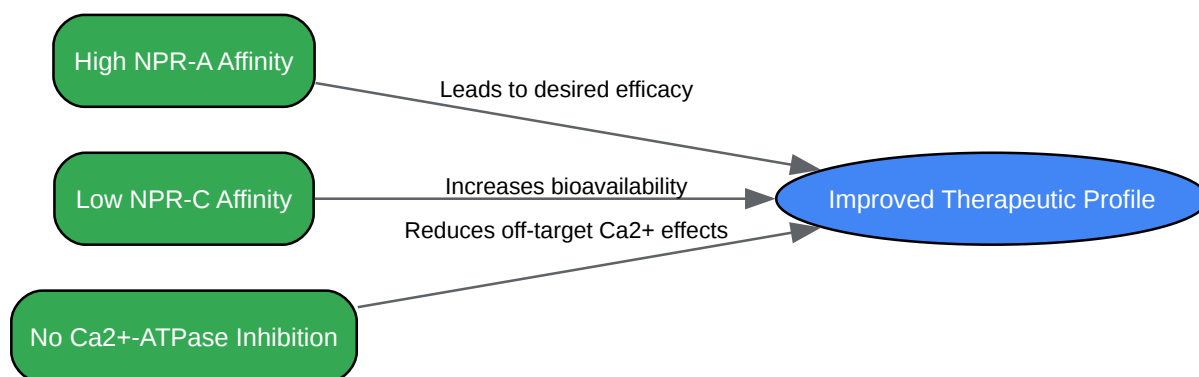 High NPR-A Affinity
Leads to desired efficacy
Low NPR-C Affinity
Increases bioavailability
Improved Therapeutic Profile
Reduces off-target Ca2+ effects
No Ca2+-ATPase Inhibition